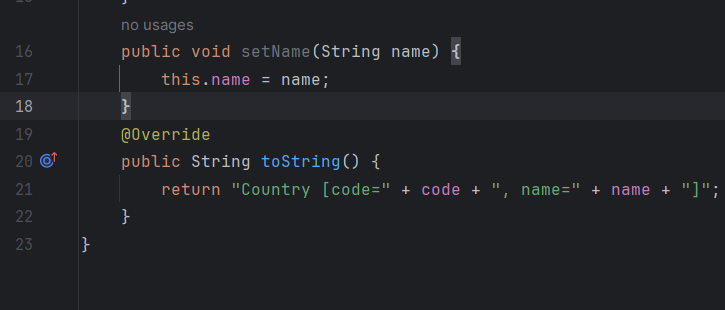 no usages
16 public void setName(String name) {
17 this.name = name;
18 }
19 @Override
20 public String toString() {
21 return "Country [code=" + code + ", name=" + name + "]";
22 }
23 }